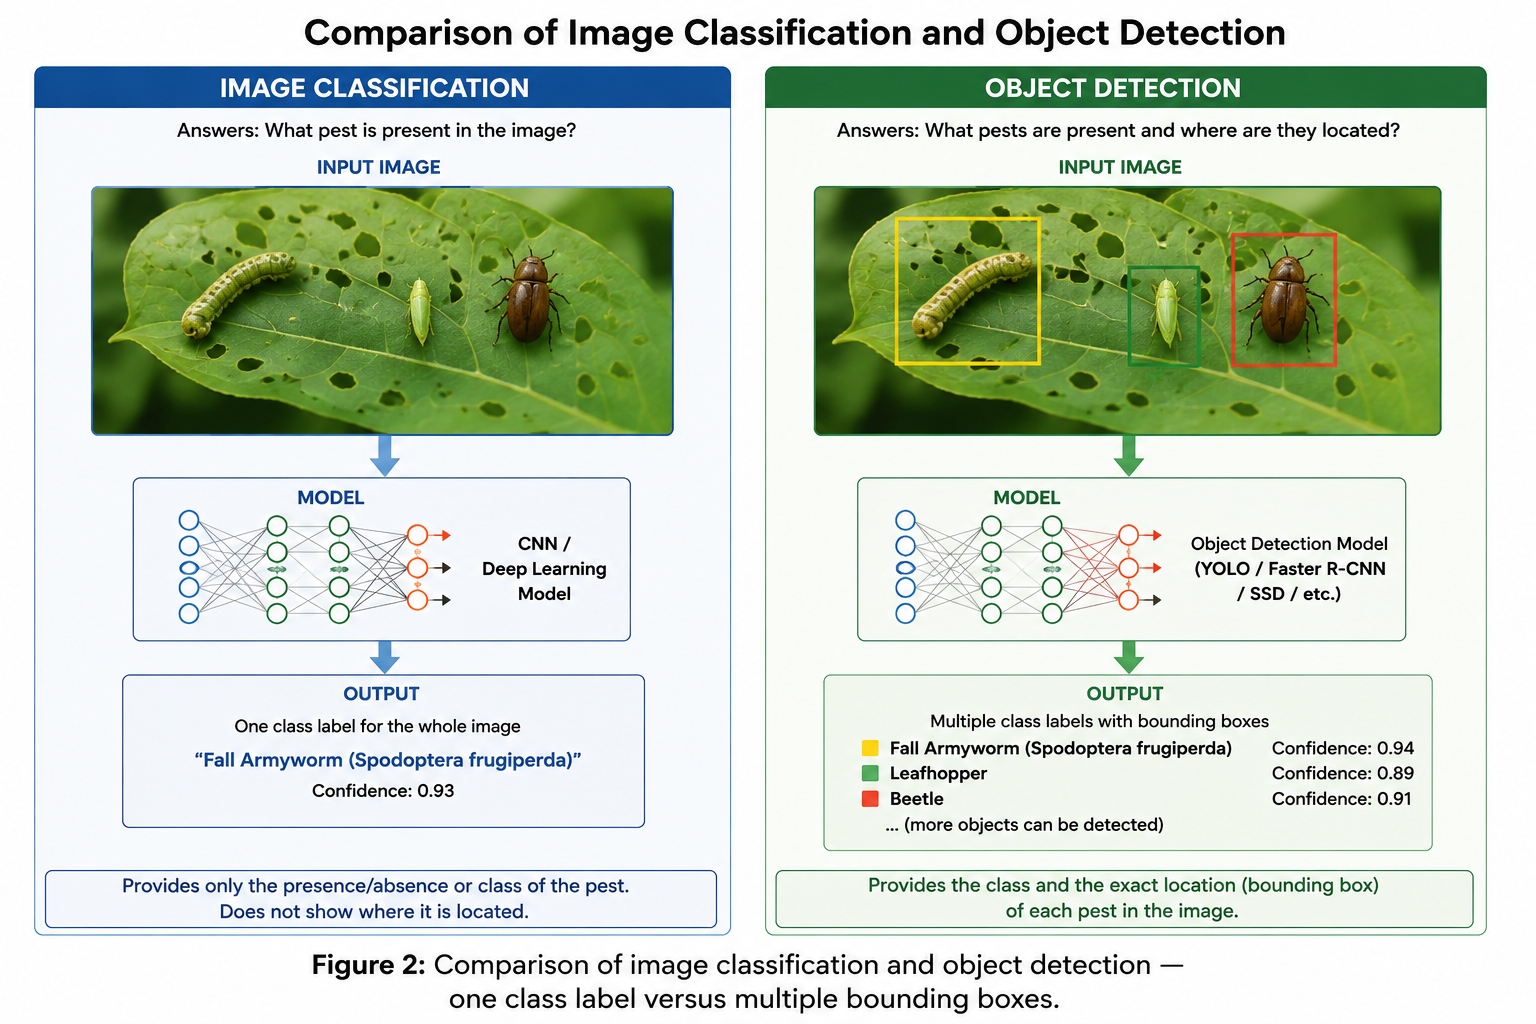 Comparison of Image Classification and Object Detection
IMAGE CLASSIFICATION
Answers: What pest is present in the image?
INPUT IMAGE
MODEL
CNN /
Deep Learning
Model
OUTPUT
One class label for the whole image
“Fall Armyworm (Spodoptera frugiperda)”
Confidence: 0.93
Provides only the presence/absence or class of the pest.
Does not show where it is located.
OBJECT DETECTION
Answers: What pests are present and where are they located?
INPUT IMAGE
MODEL
Object Detection Model
(YOLO / Faster R-CNN
/ SSD / etc.)
OUTPUT
Multiple class labels with bounding boxes
Fall Armyworm (Spodoptera frugiperda) Confidence: 0.94
Leafhopper Confidence: 0.89
Beetle Confidence: 0.91
... (more objects can be detected)
Provides the class and the exact location (bounding box)
of each pest in the image.
Figure 2: Comparison of image classification and object detection —
one class label versus multiple bounding boxes.